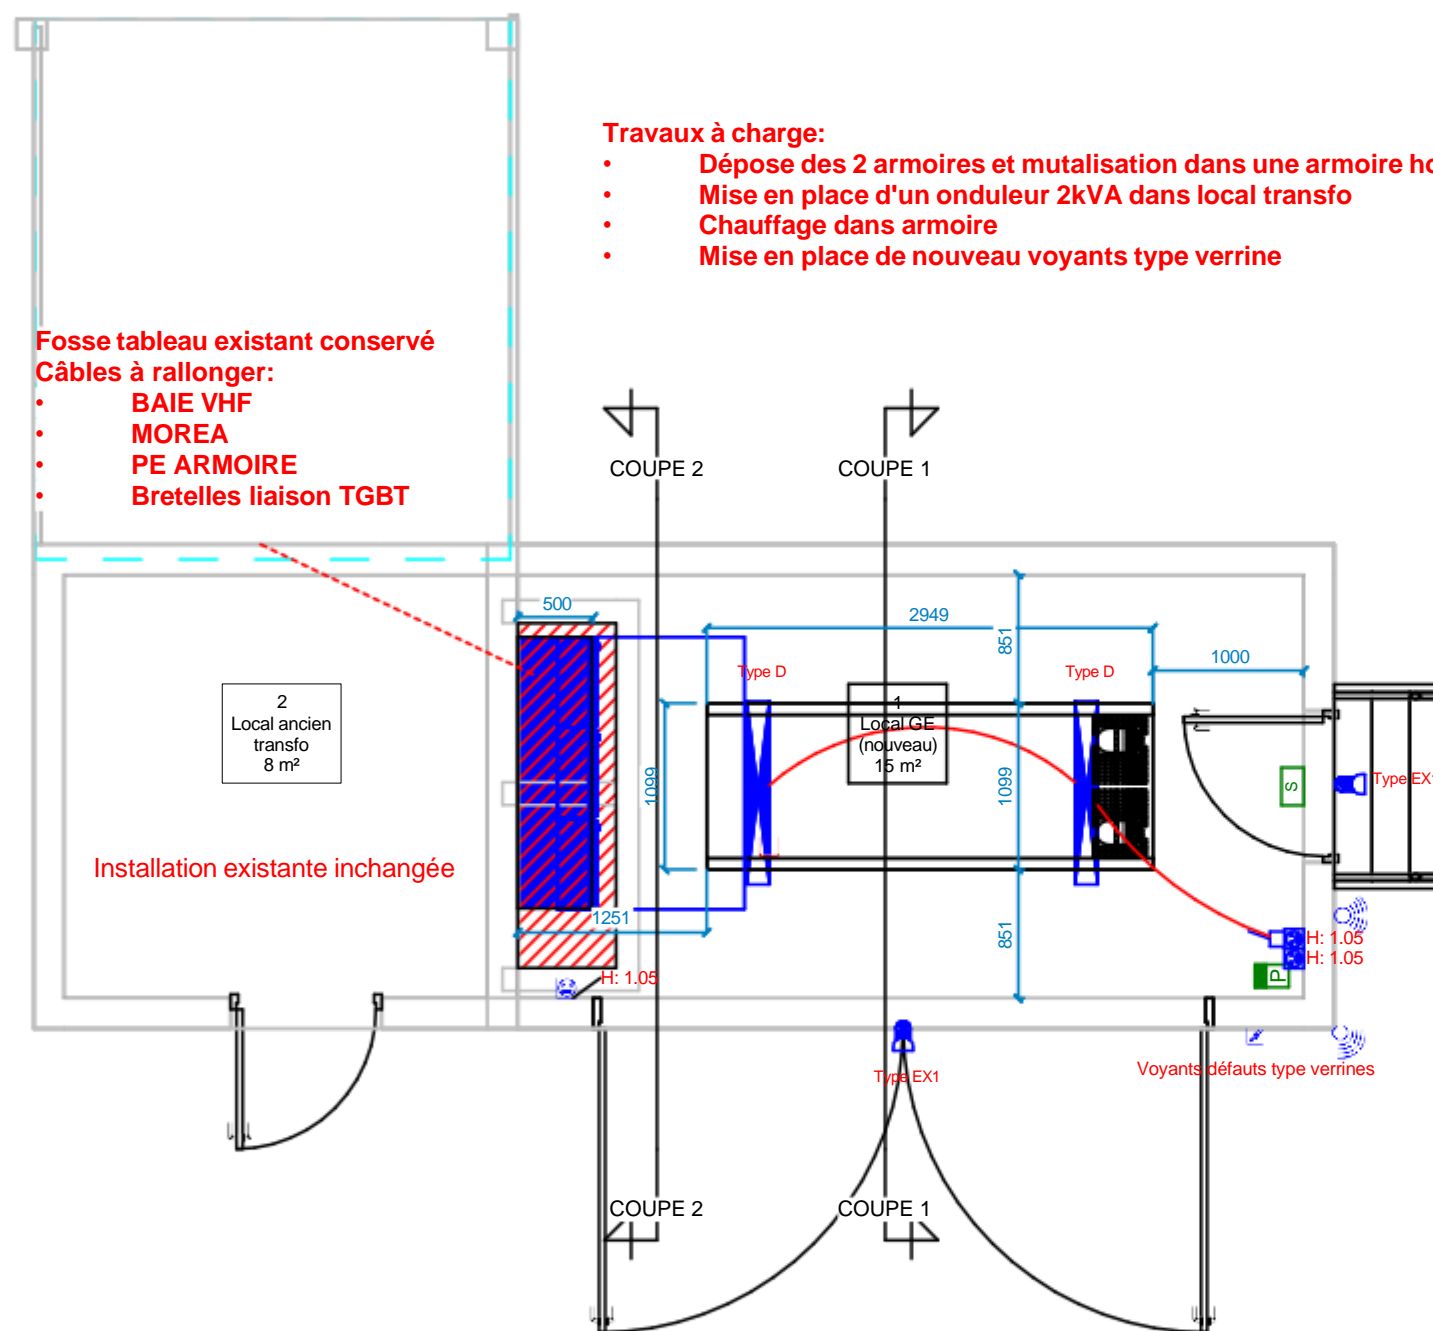 Travaux à charge:
• Dépose des 2 armoires et mutalisation dans une armoire
• Mise en place d'un onduleur 2kVA dans local transfo
• Chauffage dans armoire
• Mise en place de nouveau voyants type verrine
Fosse tableau existant conservé
Câbles à rallonger:
• BAIE VHF
• MOREA
• PE ARMOIRE
• Bretelles liaison TGBT
COUPE 2
COUPE 1
500
2949
851
1000
Type D
Type D
2
Local ancien
transfo
8 m²
1
Local GE
(nouveau)
15 m²
1099
1099
S
Type EX1
Installation existante inchangée
1251
851
H: 1.05
H: 1.05
H: 1.05
P
Type EX1
Voyants défauts type verrines
COUPE 2
COUPE 1